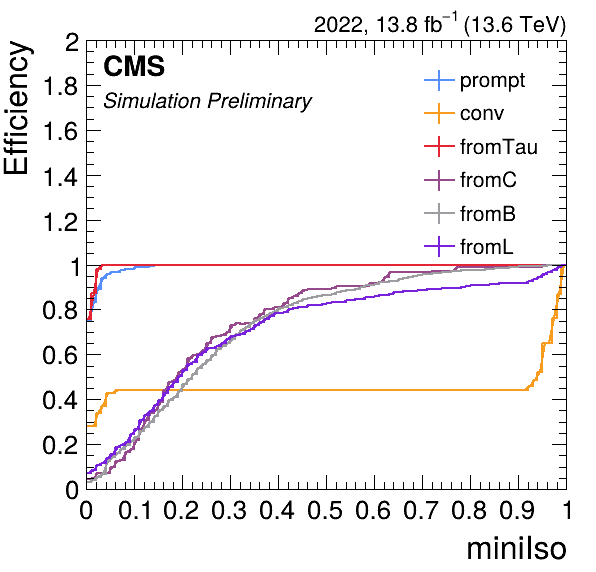 2022, 13.8 fb⁻¹ (13.6 TeV)
Efficiency
2
1.8
1.6
1.4
1.2
1
0.8
0.6
0.4
0.2
0
CMS
Simulation Preliminary
prompt
conv
fromTau
fromC
fromB
fromL
0 0.1 0.2 0.3 0.4 0.5 0.6 0.7 0.8 0.9 1
miniIso